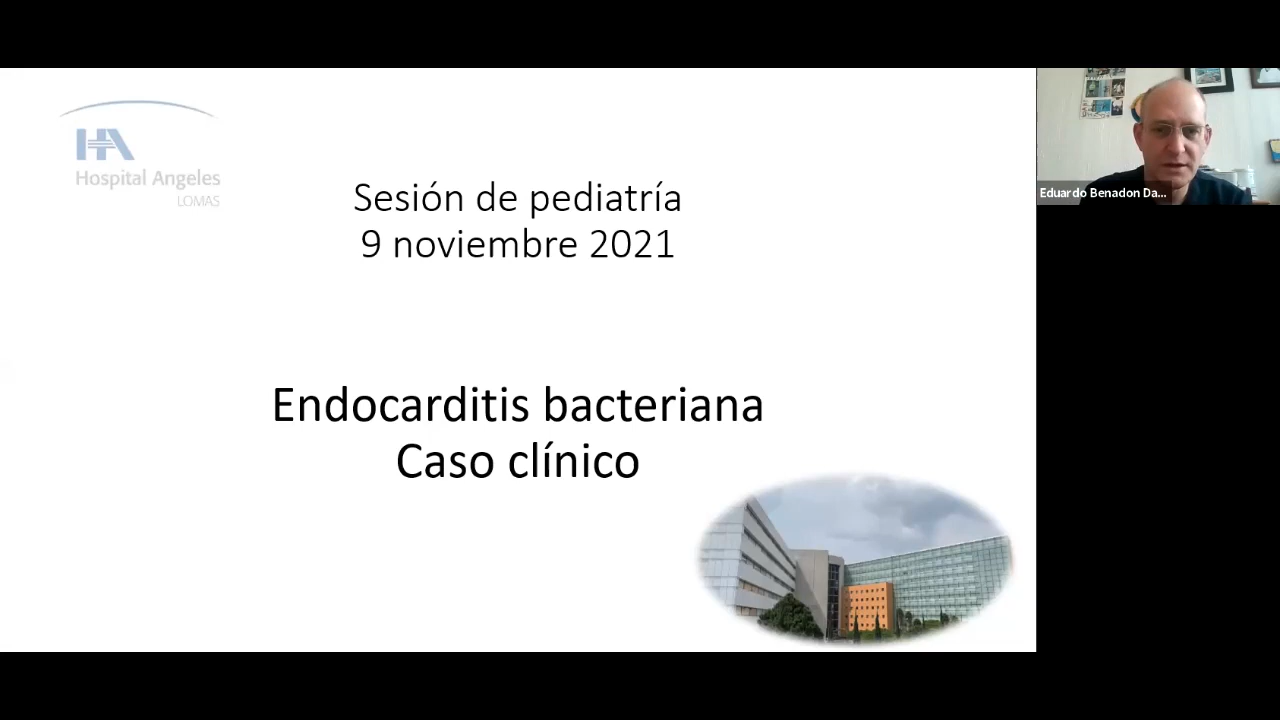 HA
Hospital Angeles
LOMAS
Sesión de pediatría
9 noviembre 2021
Endocarditis bacteriana
Caso clínico
Eduardo Benadon Da...